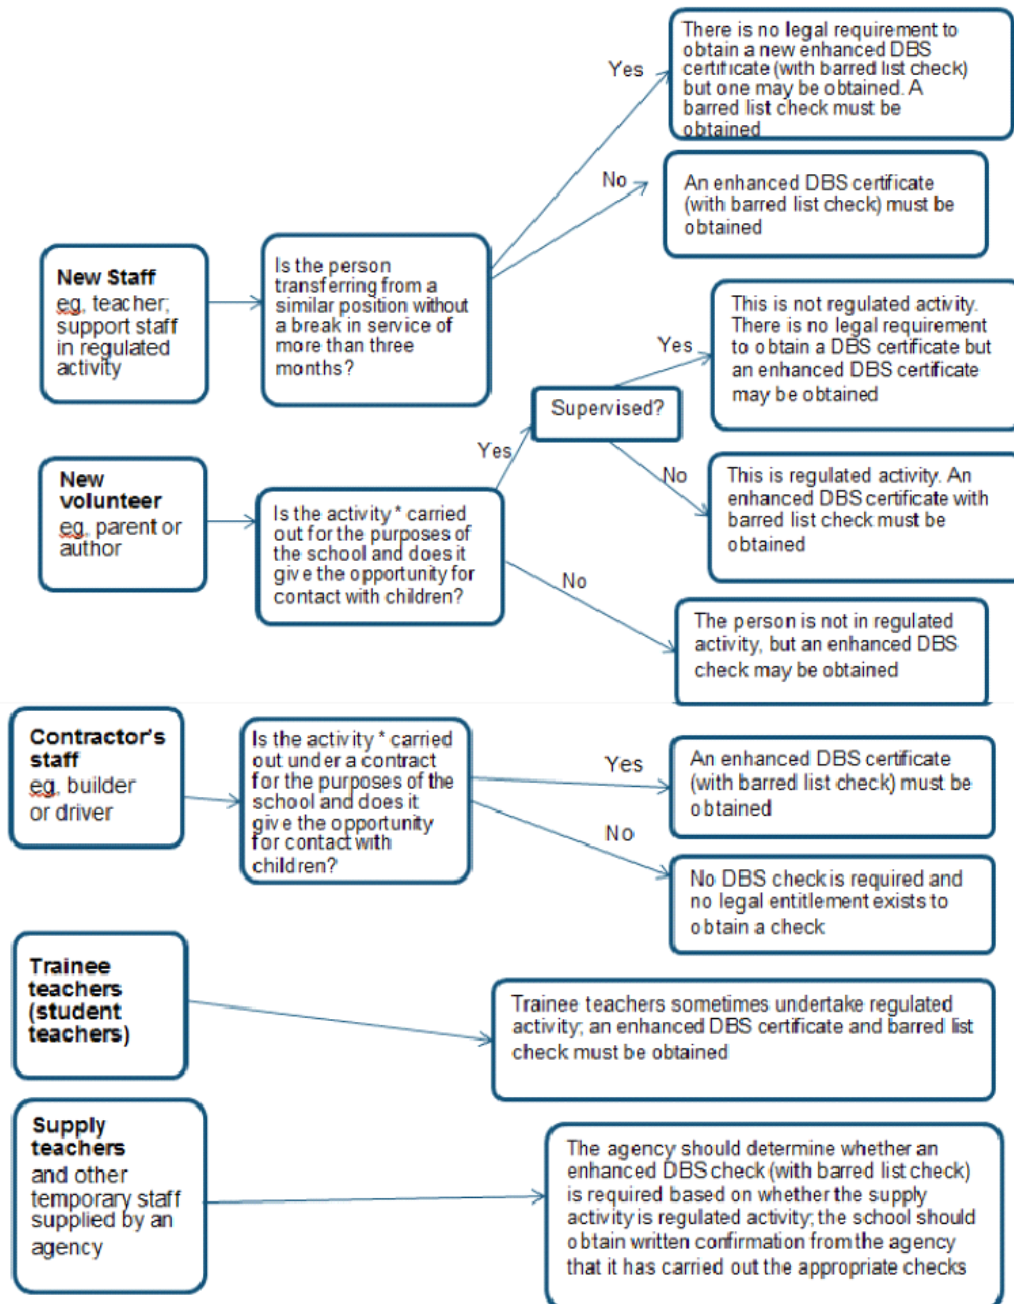 There is no legal requirement to
obtain a new enhanced DBS
certificate (with barred list check)
but one may be obtained. A
barred list check must be
obtained
Yes
No
An enhanced DBS certificate
(with barred list check) must be
obtained
New Staff
eg, teacher;
support staff
in regulated
activity
Is the person
transferring from a
similar position without
a break in service of
more than three
months?
This is not regulated activity.
There is no legal requirement
to obtain a DBS certificate but
an enhanced DBS certificate
may be obtained
Yes
Supervised?
Yes
No
This is regulated activity. An
enhanced DBS certificate with
barred list check must be
obtained
New
volunteer
eg, parent or
author
Is the activity * carried
out for the purposes of
the school and does it
give the opportunity for
contact with children?
No
The person is not in regulated
activity, but an enhanced DBS
check may be obtained
Contractor's
staff
eg, builder
or driver
Is the activity * carried
out under a contract
for the purposes of the
school and does it
give the opportunity
for contact with
children?
Yes
An enhanced DBS certificate
(with barred list check) must be
obtained
No
No DBS check is required and
no legal entitlement exists to
obtain a check
Trainee
teachers
(student
teachers)
Trainee teachers sometimes undertake regulated
activity; an enhanced DBS certificate and barred list
check must be obtained
Supply
teachers
and other
temporary staff
supplied by an
agency
The agency should determine whether an
enhanced DBS check (with barred list check)
is required based on whether the supply
activity is regulated activity; the school should
obtain written confirmation from the agency
that it has carried out the appropriate checks